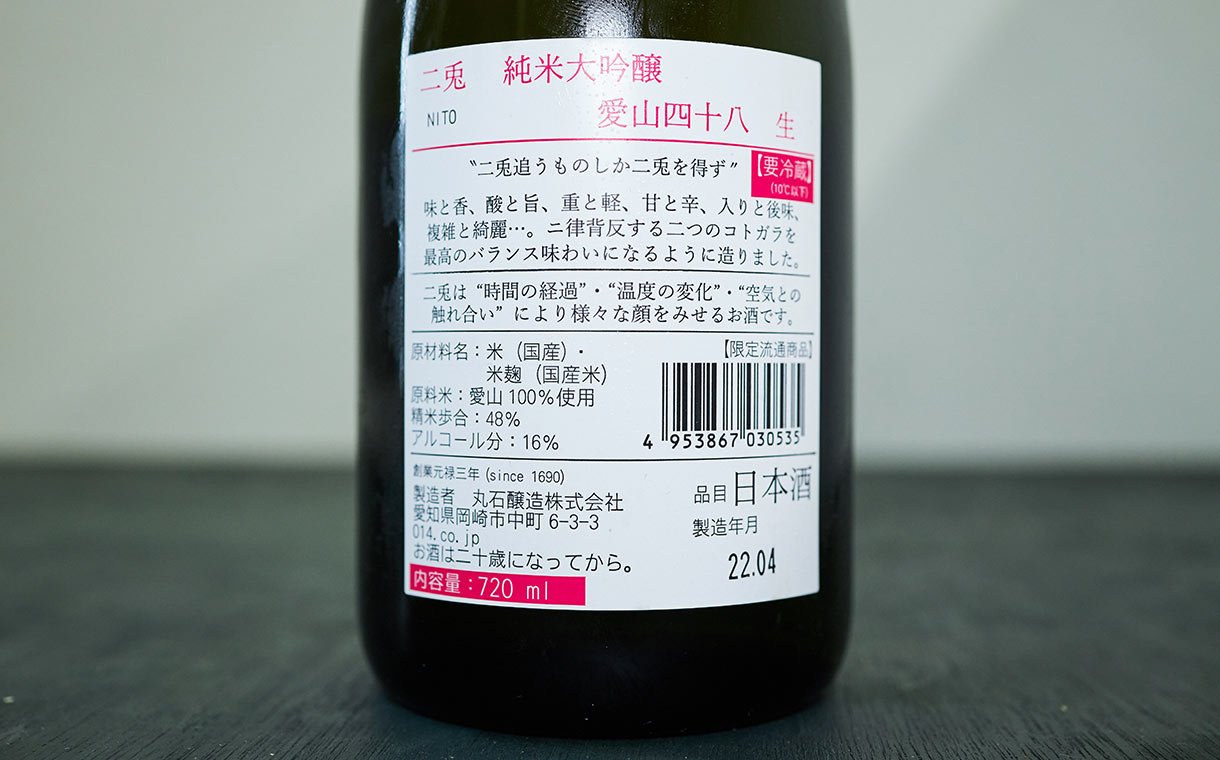 二兎 純米大吟醸
NITO 愛山四十八 生
“二兎追うものしか二兎を得ず”
【要冷蔵】
(10℃以下)
味と香、酸と旨、重と軽、甘と辛、入りと後味、
複雑と綺麗…。二律背反する二つのコトガラを
最高のバランス味わいになるように造りました。
二兎は“時間の経過”・“温度の変化”・“空気との
触れ合い”により様々な顔をみせるお酒です。
原材料名：米（国産）・
米麹（国産米）
原料米：愛山100％使用
精米歩合：48％
アルコール分：16％
【限定流通商品】
4 953867 030535
創業元禄三年 (since 1690)
製造者 丸石醸造株式会社
愛知県岡崎市中町 6-3-3
014.co.jp
お酒は二十歳になってから。
内容量：720 ml
品目 日本酒
製造年月
22.04